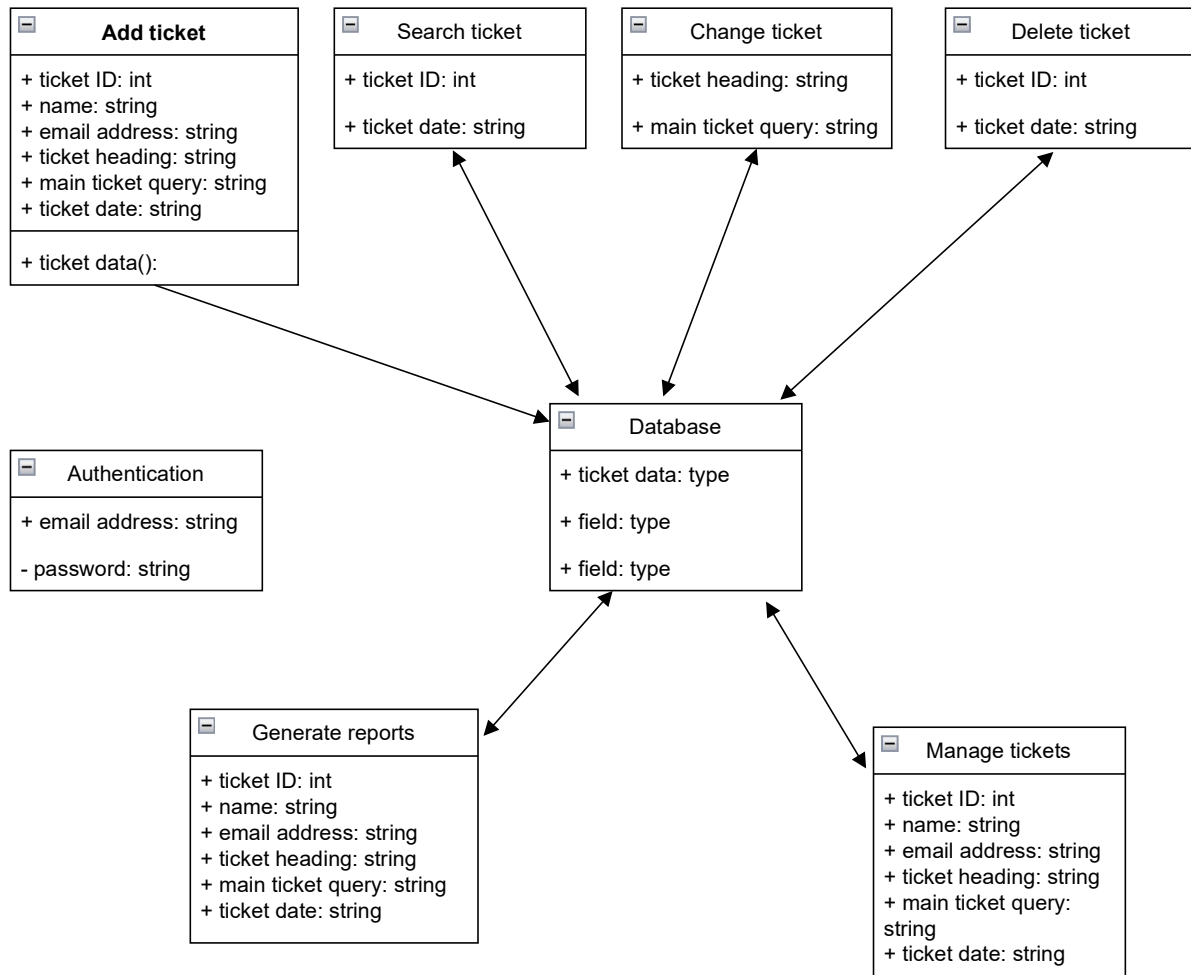 Add ticket
+ ticket ID: int
+ name: string
+ email address: string
+ ticket heading: string
+ main ticket query: string
+ ticket date: string
+ ticket data():
Search ticket
+ ticket ID: int
+ ticket date: string
Change ticket
+ ticket heading: string
+ main ticket query: string
Delete ticket
+ ticket ID: int
+ ticket date: string
Database
+ ticket data: type
+ field: type
+ field: type
Authentication
+ email address: string
- password: string
Generate reports
+ ticket ID: int
+ name: string
+ email address: string
+ ticket heading: string
+ main ticket query: string
+ ticket date: string
Manage tickets
+ ticket ID: int
+ name: string
+ email address: string
+ ticket heading: string
+ main ticket query:
string
+ ticket date: string